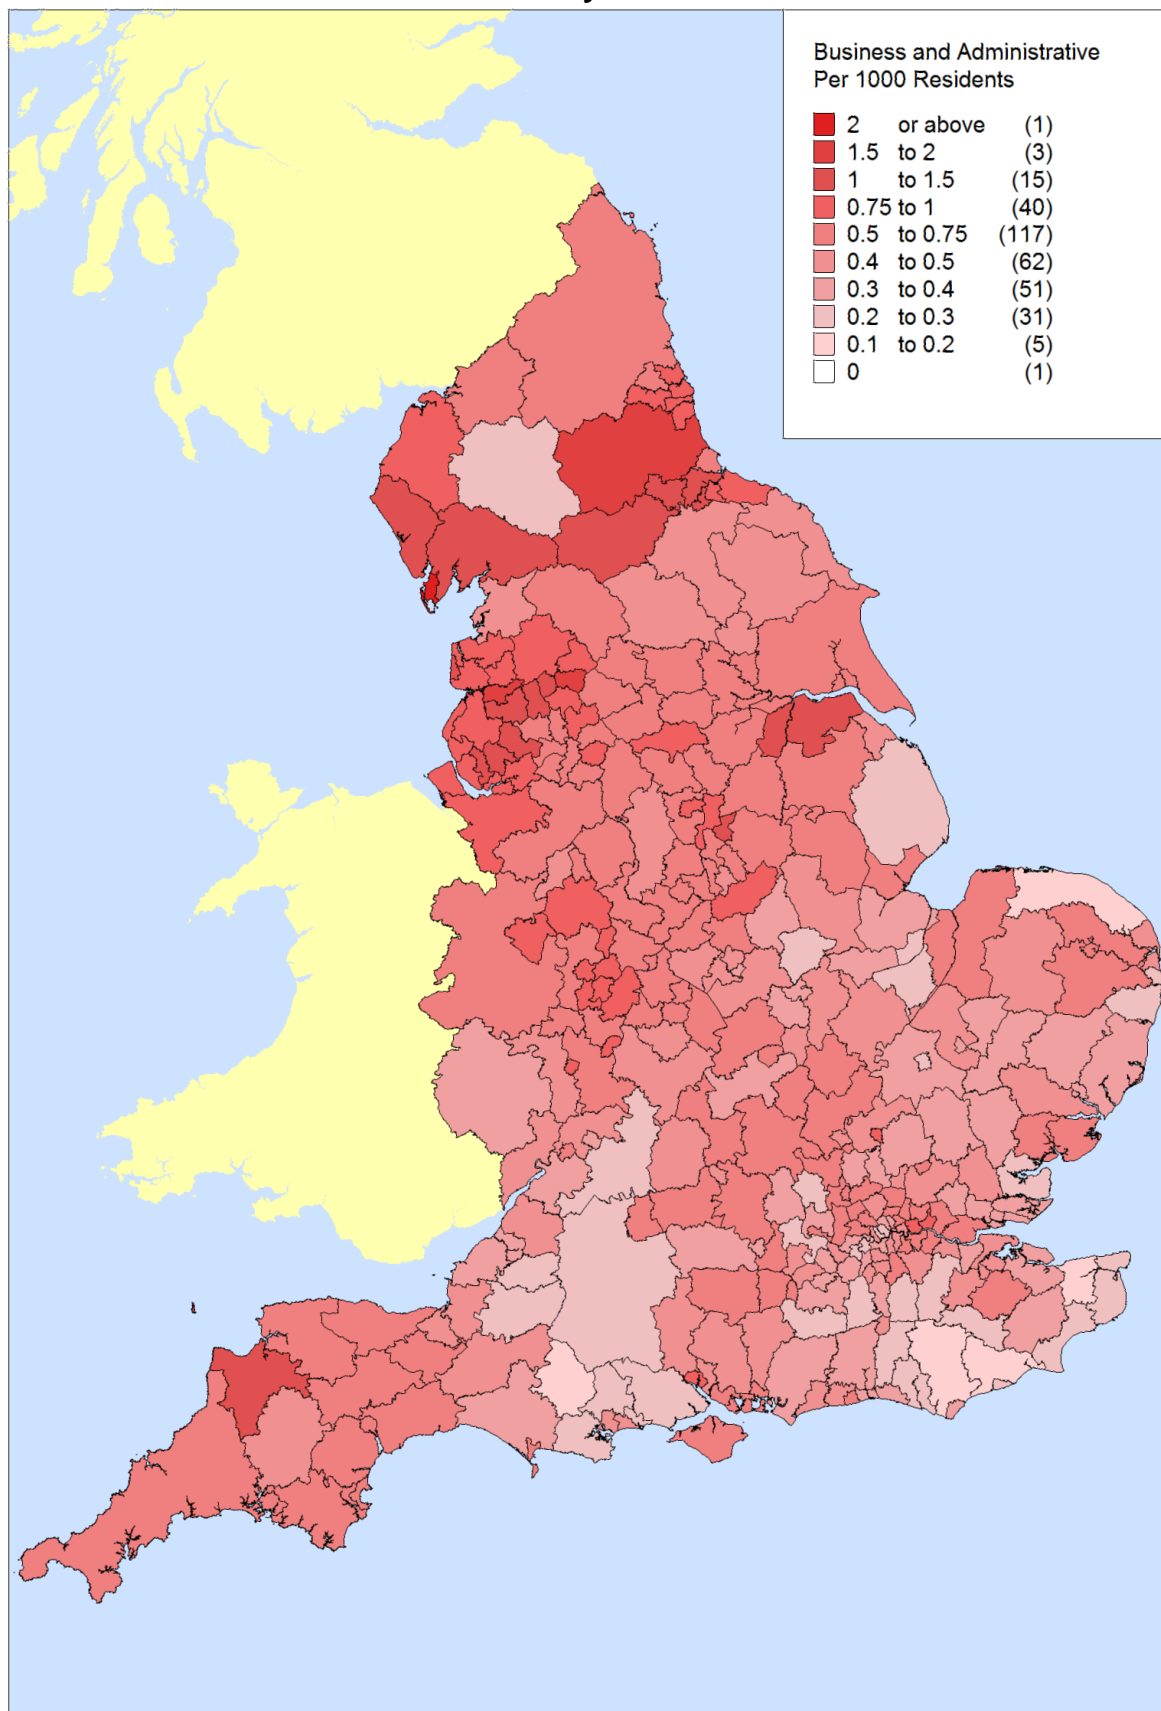 Business and Administrative
Per 1000 Residents
2 or above (1)
1.5 to 2 (3)
1 to 1.5 (15)
0.75 to 1 (40)
0.5 to 0.75 (117)
0.4 to 0.5 (62)
0.3 to 0.4 (51)
0.2 to 0.3 (31)
0.1 to 0.2 (5)
0 (1)